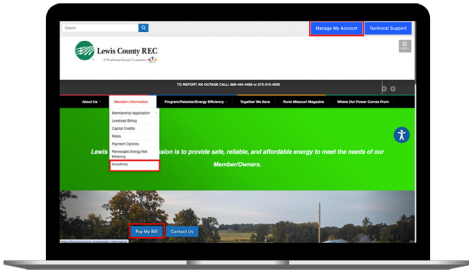 Search
Manage My Account
Technical Support
Lewis County REC
A Touchstone Energy Cooperative
TO REPORT AN OUTAGE CALL: 888-454-4485 or 573-215-4000
About Us
Member Information
Program/Rebates/Energy Efficiency
Together We Save
Rural Missouri Magazine
Where Our Power Comes From
Membership Application
Levelized Billing
Capital Credits
Rates
Payment Options
Renewable Energy/Net
Metering
SmartHub
Lewis
ssion is to provide safe, reliable, and affordable energy to meet the needs of our
Member/Owners.
Pay My Bill
Contact Us